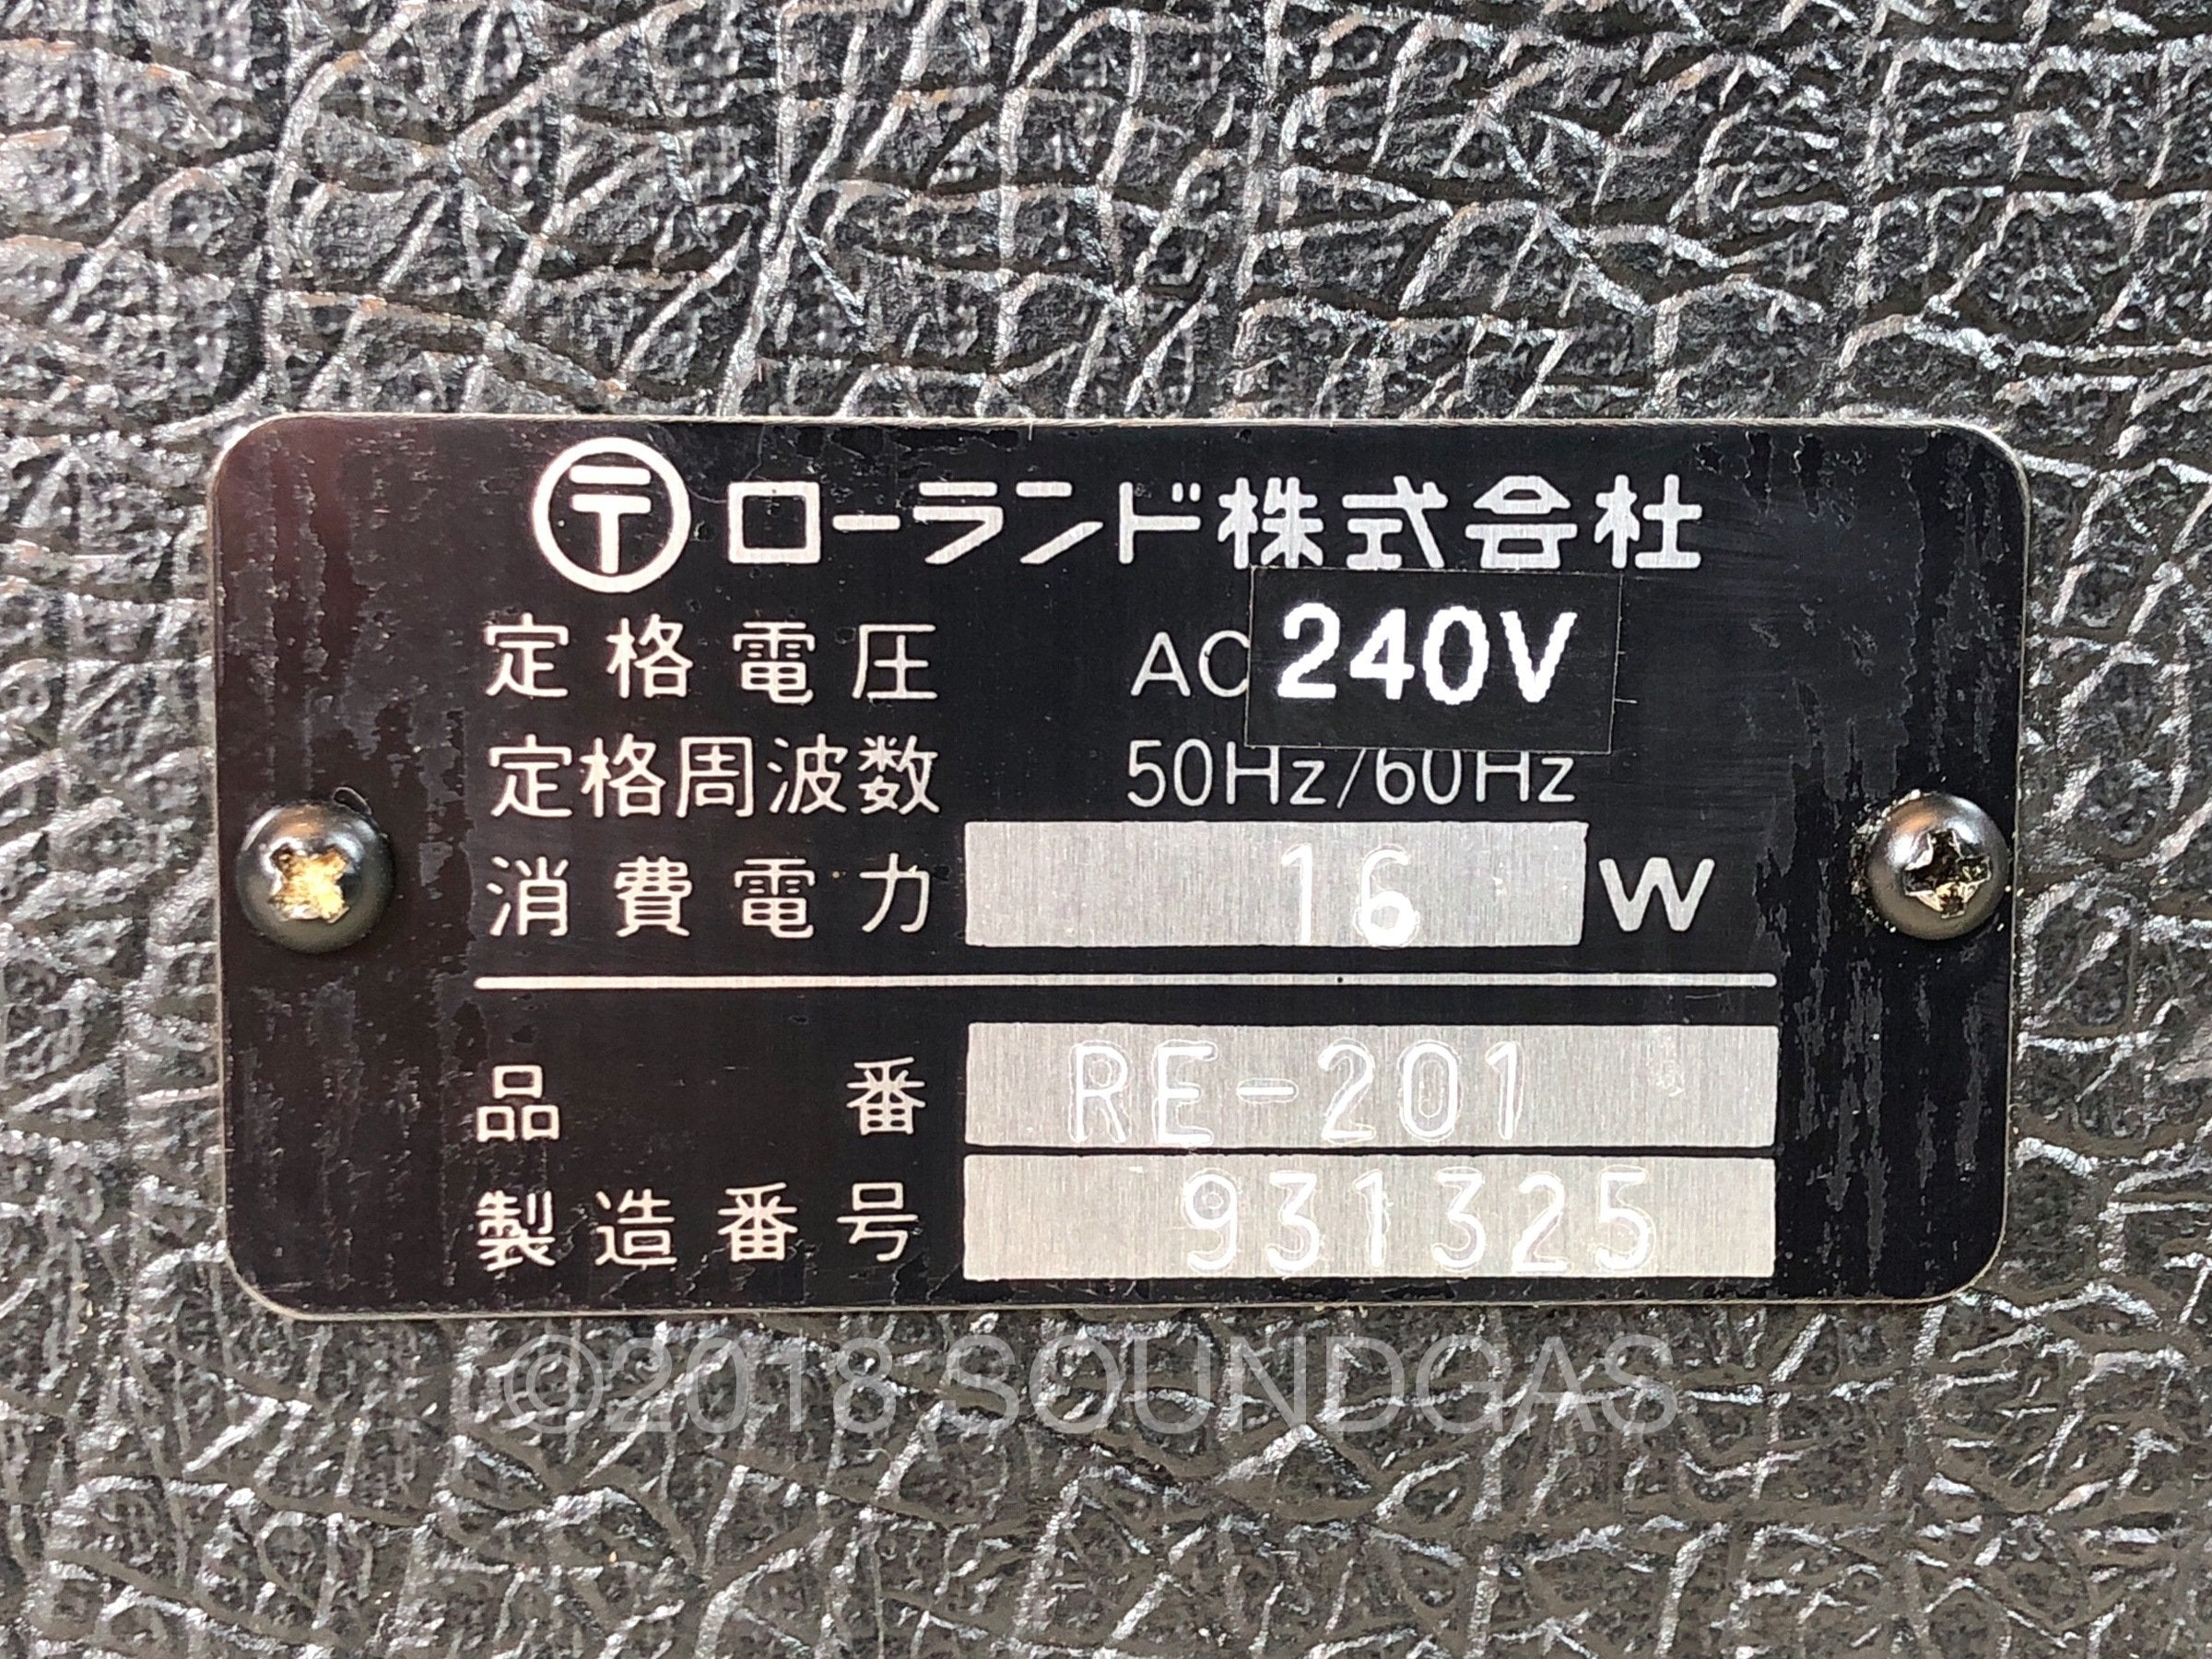 〒 ローランド株式会社
定格電圧 AC 240V
定格周波数 50Hz/60Hz
消費電力 16 W
品番 RE-201
製造番号 931325
©2018 SOUNDGAS